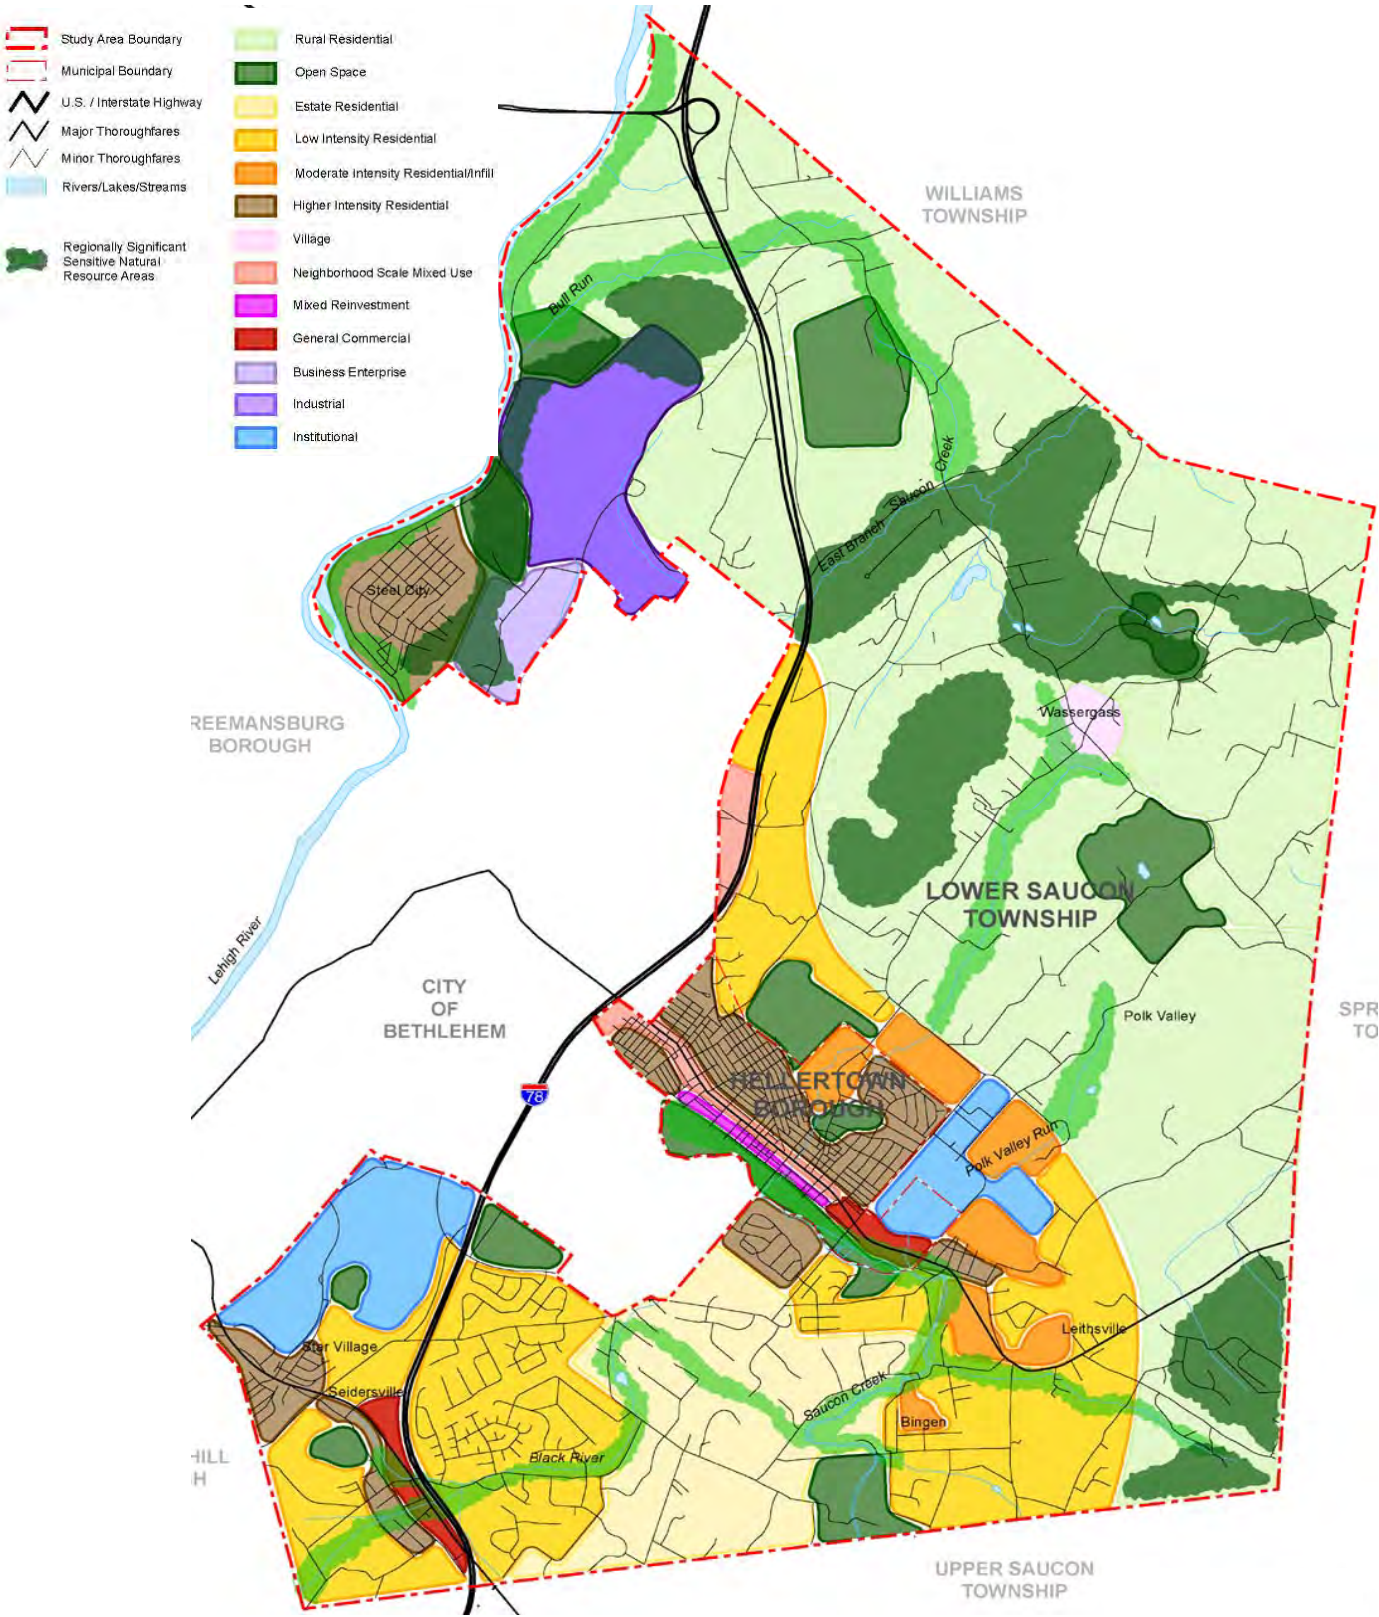 Study Area Boundary
Municipal Boundary
U.S. / Interstate Highway
Major Thoroughfares
Minor Thoroughfares
Rivers/Lakes/Streams
Regionally Significant
Sensitive Natural
Resource Areas
Rural Residential
Open Space
Estate Residential
Low Intensity Residential
Moderate Intensity Residential/Infill
Higher Intensity Residential
Village
Neighborhood Scale Mixed Use
Mixed Reinvestment
General Commercial
Business Enterprise
Industrial
Institutional
WILLIAMS
TOWNSHIP
Bull Run
East Branch Saucon Creek
Steel City
REEMANSBURG
BOROUGH
Wassergass
LOWER SAUCON
TOWNSHIP
Lehigh River
CITY
OF
BETHLEHEM
Polk Valley
SPR
TO
HELLERTOWN
BOROUGH
78
Polk Valley Run
Leithsville
Star Village
Seidersville
Saucon Creek
Bingen
Black River
HILL
H
UPPER SAUCON
TOWNSHIP